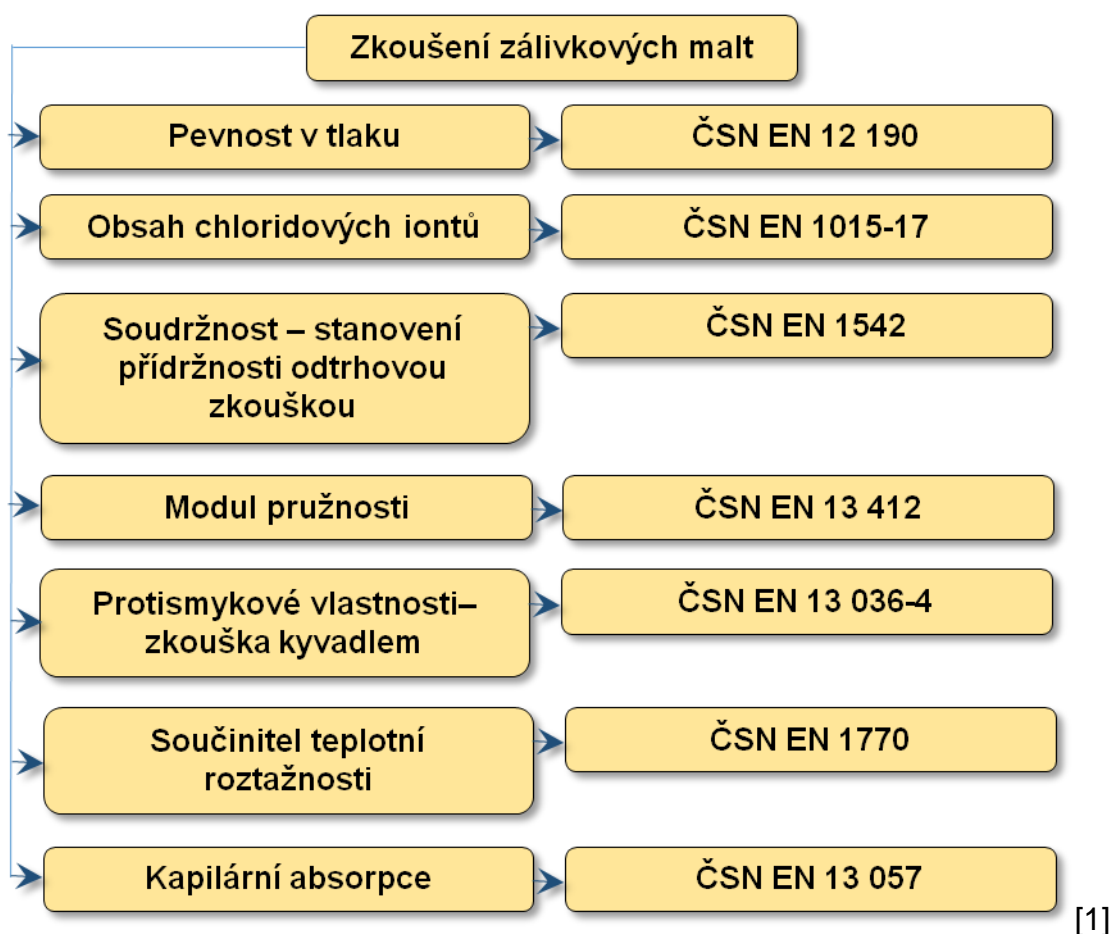 Zkoušení zálivkových malt
Pevnost v tlaku
ČSN EN 12 190
Obsah chloridových iontů
ČSN EN 1015-17
Soudržnost – stanovení
přídržnosti odtrhovou
zkouškou
ČSN EN 1542
Modul pružnosti
ČSN EN 13 412
Protismykové vlastnosti–
zkouška kyvadlem
ČSN EN 13 036-4
Součinitel teplotní
roztažnosti
ČSN EN 1770
Kapilární absorpce
ČSN EN 13 057
[1]